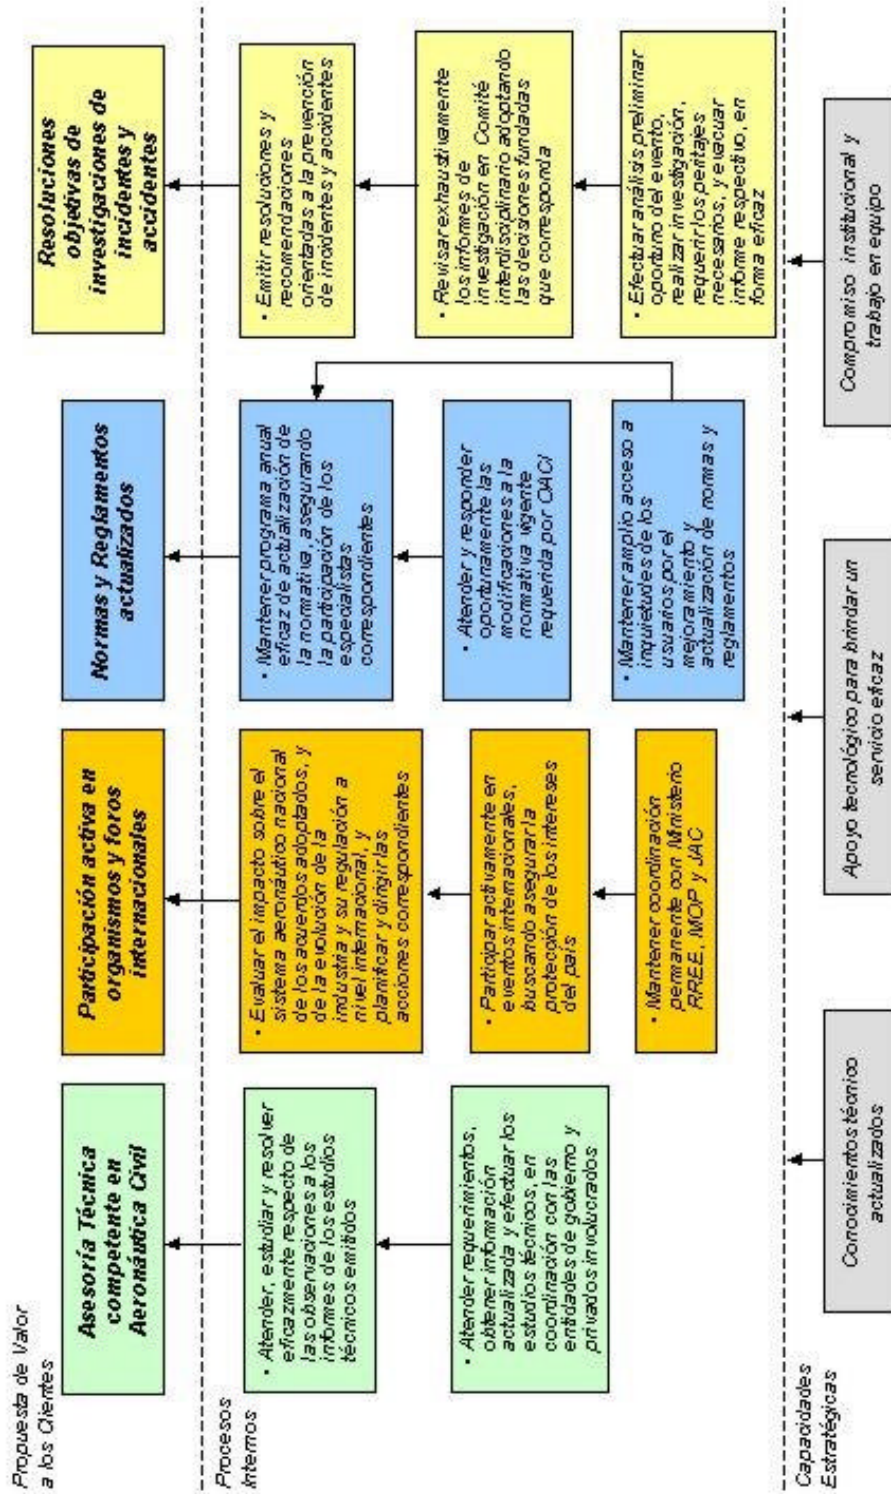 Propuesta de Valor
a los Clientes
Asesoría Técnica
competente en
Aeronáutica Civil
Participación activa en
organismos y foros
internacionales
Normas y Reglamentos
actualizados
Resoluciones
objetivas de
investigaciones de
incidentes y
accidentes
Procesos
Internos
• Atender, estudiar y resolver
eficazmente respecto de
las observaciones a los
informes de los estudios
técnicos emitidos
• Atender requerimientos,
obtener información
actualizada y efectuar los
estudios técnicos, en
coordinación con las
entidades de gobierno y
privados involucrados
• Evaluar el impacto sobre el
sistema aeronáutico nacional
de los acuerdos adoptados, y
de la evolución de la
industria y su regulación a
nivel internacional, y
planificar y dirigir las
acciones correspondientes
• Participar activamente en
eventos internacionales,
buscando asegurar la
protección de los intereses
del país
• Mantener coordinación
permanente con Ministerio
RREE, MOP y JAC
• Mantener programa anual
eficaz de actualización de
la normativa, asegurando
la participación de los
especialistas
correspondientes
• Atender y responder
oportunamente las
modificaciones a la
normativa vigente
requerida por OACI
• Mantener amplio acceso a
inquietudes de los
usuarios por el
mejoramiento y
actualización de normas y
reglamentos
• Emitir resoluciones y
recomendaciones
orientadas a la prevención
de incidentes y accidentes
• Revisar exhaustivamente
los informes de
investigación en Comité
interdisciplinario adoptando
las decisiones fundadas
que corresponda
• Efectuar análisis preliminar
oportuno del evento,
realizar investigación,
requerir los peritajes
necesarios, y evacuar
informe respectivo, en
forma eficaz
Capacidades
Estratégicas
Conocimientos técnico
actualizados
Apoyo tecnológico para brindar un
servicio eficaz
Compromiso institucional y
trabajo en equipo